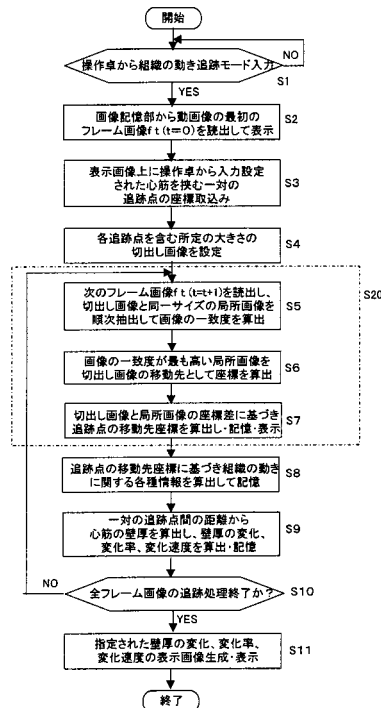 開始
NO
操作卓から組織の動き追跡モード入力
S1
YES
画像記憶部から動画像の最初の
フレーム画像ft(t=0)を読出して表示
S2
表示画像上に操作卓から入力設定
された心筋を挟む一対の
追跡点の座標取込み
S3
各追跡点を含む所定の大きさの
切出し画像を設定
S4
S20
次のフレーム画像ft(t=t+1)を読出し、
切出し画像と同一サイズの局所画像を
順次抽出して画像の一致度を算出
S5
画像の一致度が最も高い局所画像を
切出し画像の移動先として座標を算出
S6
切出し画像と局所画像の座標差に基づき
追跡点の移動先座標を算出し・記憶・表示
S7
追跡点の移動先座標に基づき組織の動き
に関する各種情報を算出して記憶
S8
一対の追跡点間の距離から
心筋の壁厚を算出し、壁厚の変化、
変化率、変化速度を算出・記憶
S9
NO
全フレーム画像の追跡処理終了か?
S10
YES
指定された壁厚の変化、変化率、
変化速度の表示画像生成・表示
S11
終了